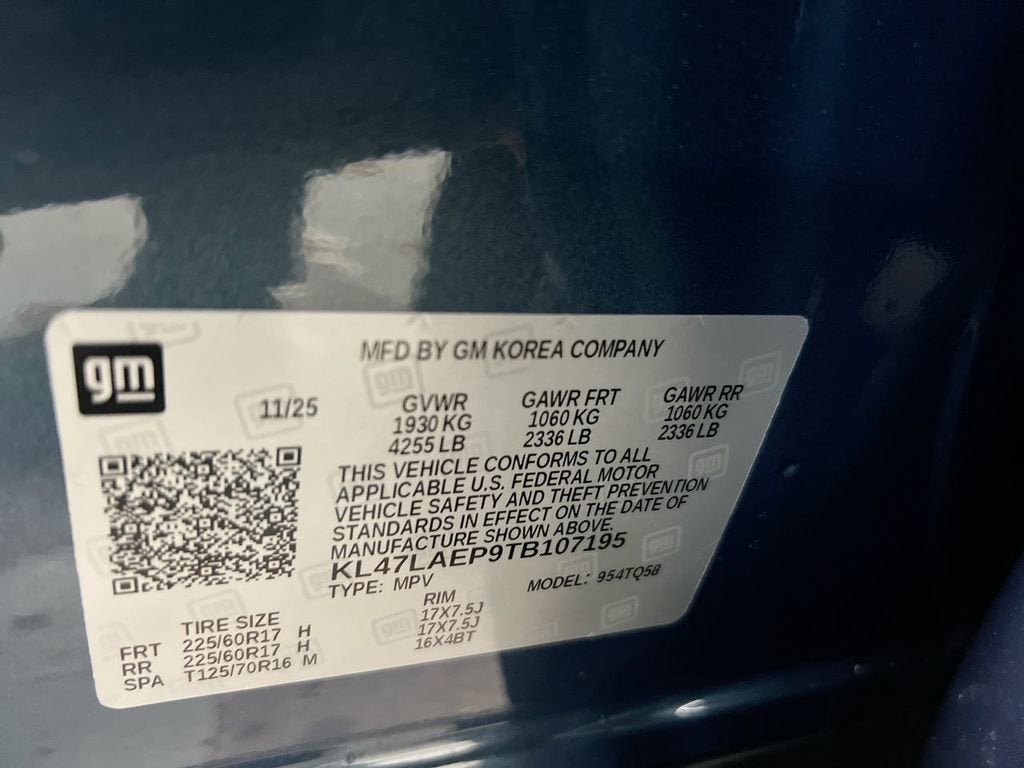 gm
MFD BY GM KOREA COMPANY
11/25 GVWR GAWR FRT GAWR RR
1930 KG 1060 KG 1060 KG
4255 LB 2336 LB 2336 LB
THIS VEHICLE CONFORMS TO ALL
APPLICABLE U.S. FEDERAL MOTOR
VEHICLE SAFETY AND THEFT PREVENTION
STANDARDS IN EFFECT ON THE DATE OF
MANUFACTURE SHOWN ABOVE.
KL47LAEP9TB107195
TYPE: MPV MODEL: 954TQ58
TIRE SIZE RIM
FRT 225/60R17 H 17X7.5J
RR 225/60R17 H 17X7.5J
SPA T125/70R16 M 16X4BT